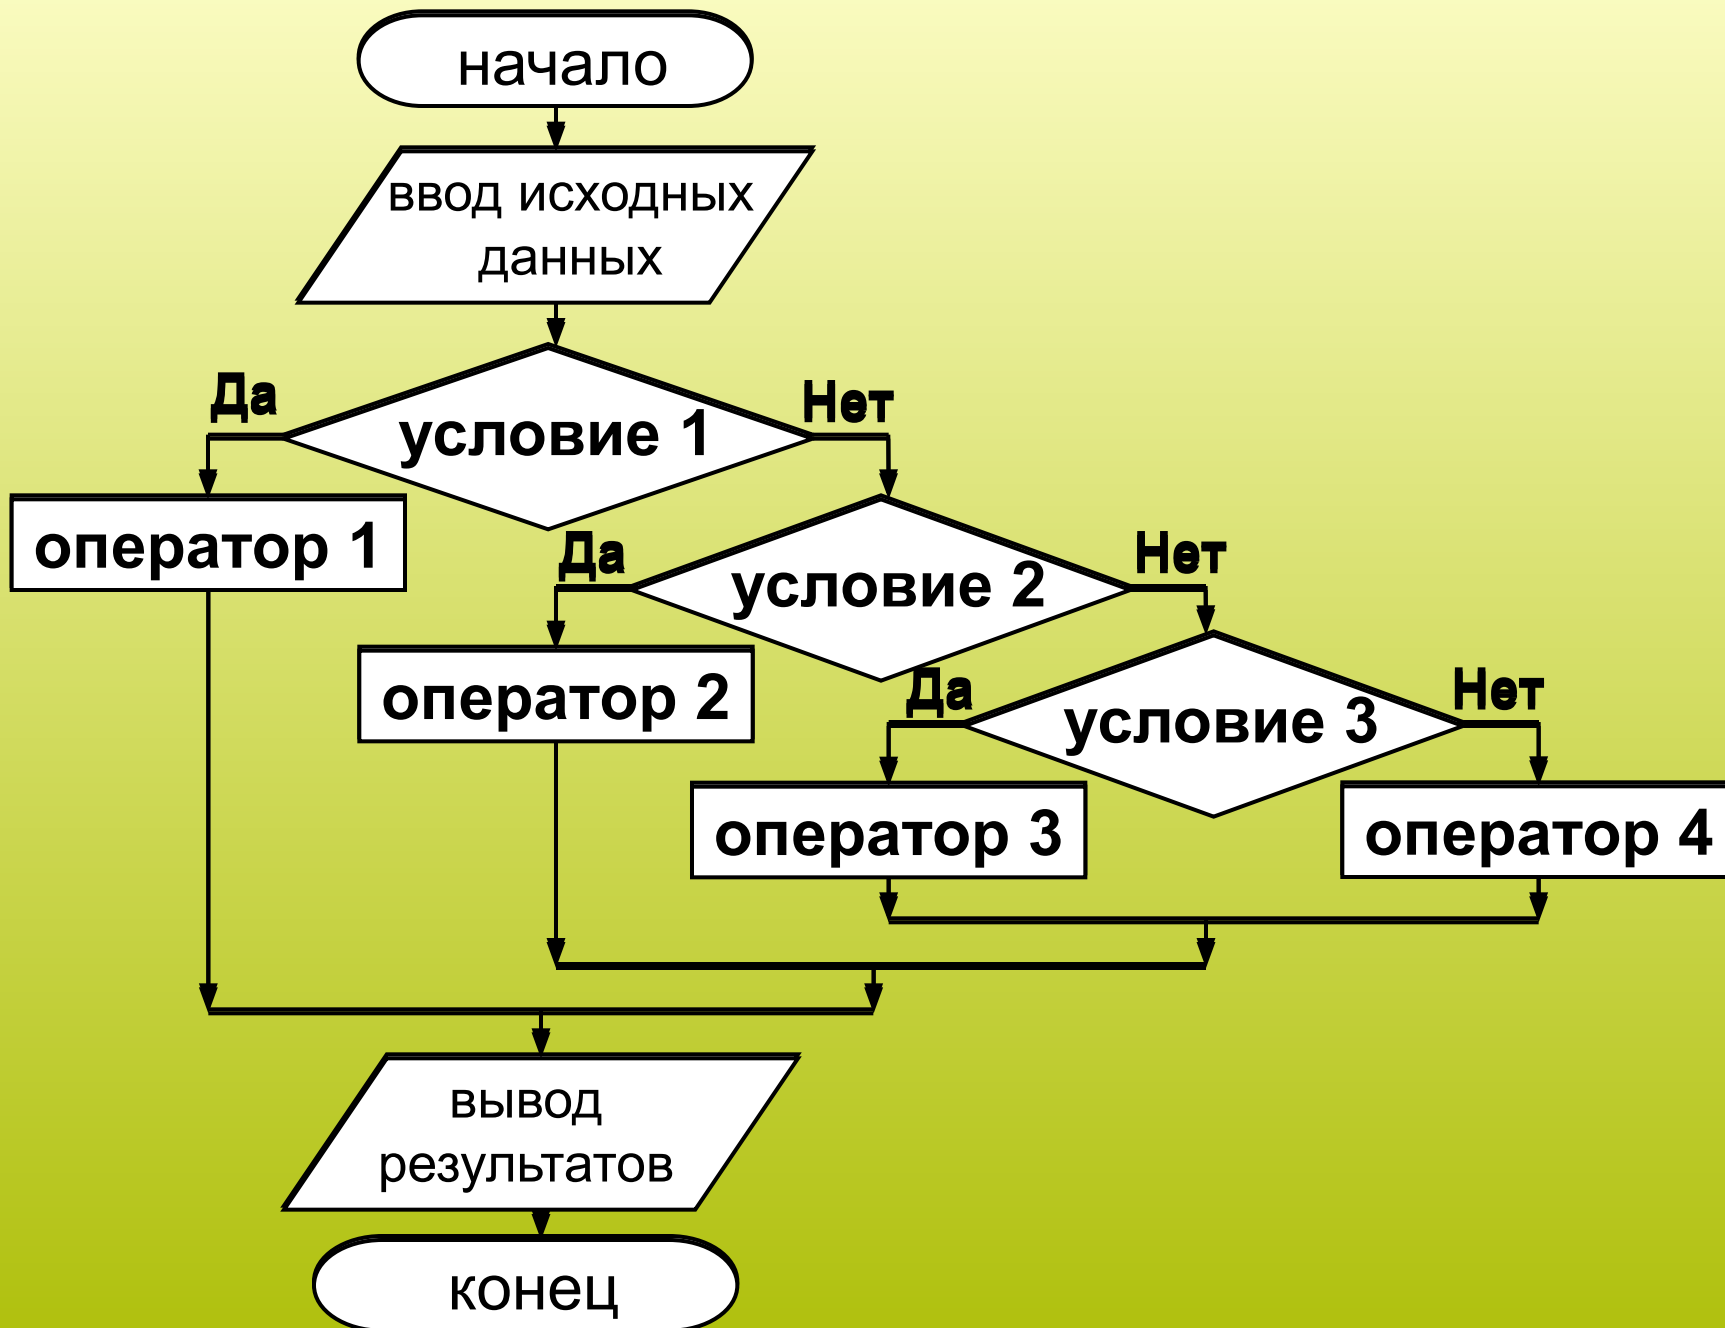 начало
ввод исходных
данных
Да
Нет
условие 1
оператор 1
Да
Нет
условие 2
оператор 2
Да
Нет
условие 3
оператор 3
оператор 4
вывод
результатов
конец